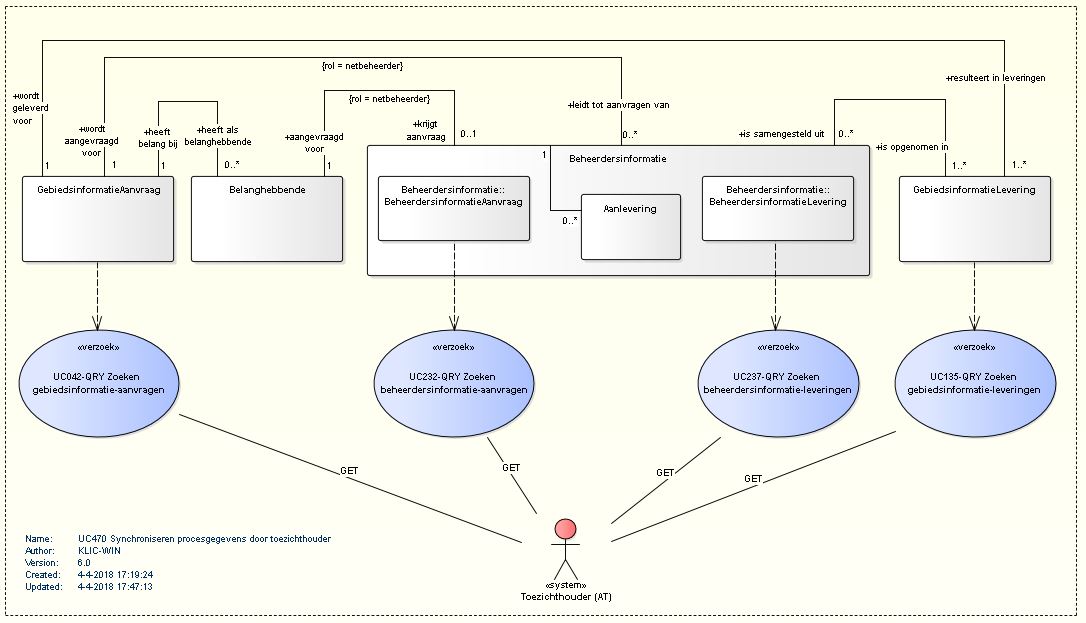 {rol = netbeheerder}
+resulteert in leveringen
+wordt
geleverd
voor
{rol = netbeheerder}
+leidt tot aanvragen van
+wordt
aangevraagd
voor
+heeft
belang bij
+heeft als
belanghebbende
+aangevraagd
voor
+krijgt
aanvraag
0..1
0..*
+is samengesteld uit
0..*
+is opgenomen in
1
1
1
0..*
1
1
1..*
1..*
GebiedsinformatieAanvraag
Belanghebbende
Beheerdersinformatie
Beheerdersinformatie::
BeheerdersinformatieAanvraag
0..*
Aanlevering
Beheerdersinformatie::
BeheerdersinformatieLevering
GebiedsinformatieLevering
«verzoek»
UC042-QRY Zoeken
gebiedsinformatie-aanvragen
«verzoek»
UC232-QRY Zoeken
beheerdersinformatie-aanvragen
«verzoek»
UC237-QRY Zoeken
beheerdersinformatie-leveringen
«verzoek»
UC135-QRY Zoeken
gebiedsinformatie-leveringen
GET
GET
GET
GET
Name: UC470 Synchroniseren procesgegevens door toezichthouder
Author: KLIC-WIN
Version: 6.0
Created: 4-4-2018 17:19:24
Updated: 4-4-2018 17:47:13
«system»
Toezichthouder (AT)